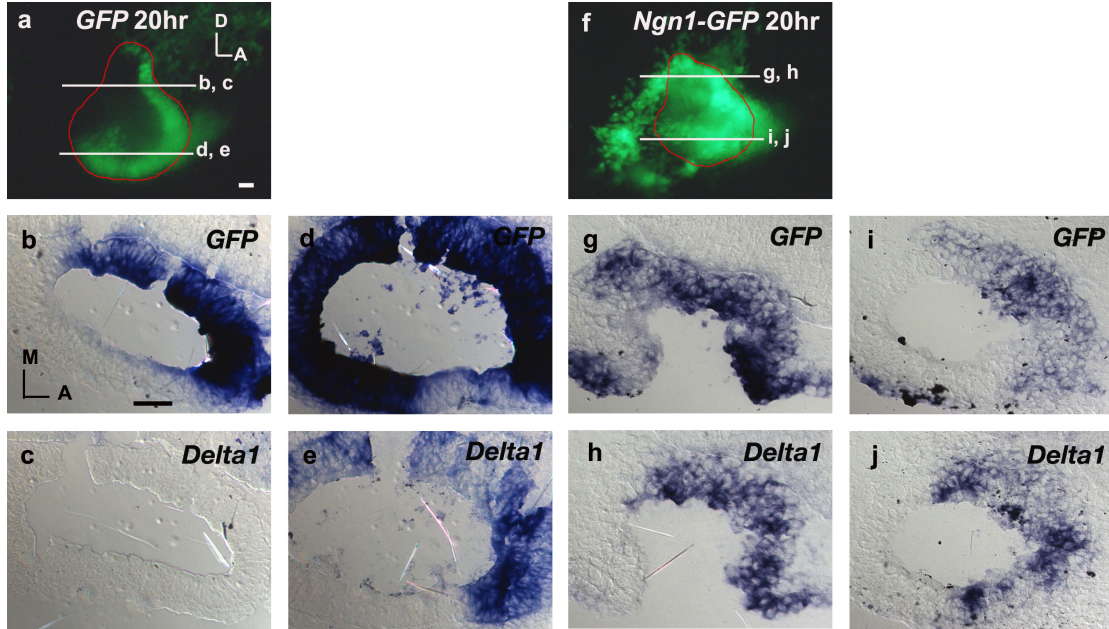 a GFP 20hr
D
A
b, c
d, e
f Ngn1-GFP 20hr
g, h
i, j
b GFP
M
A
d GFP
g GFP
i GFP
c Delta1
e Delta1
h Delta1
j Delta1